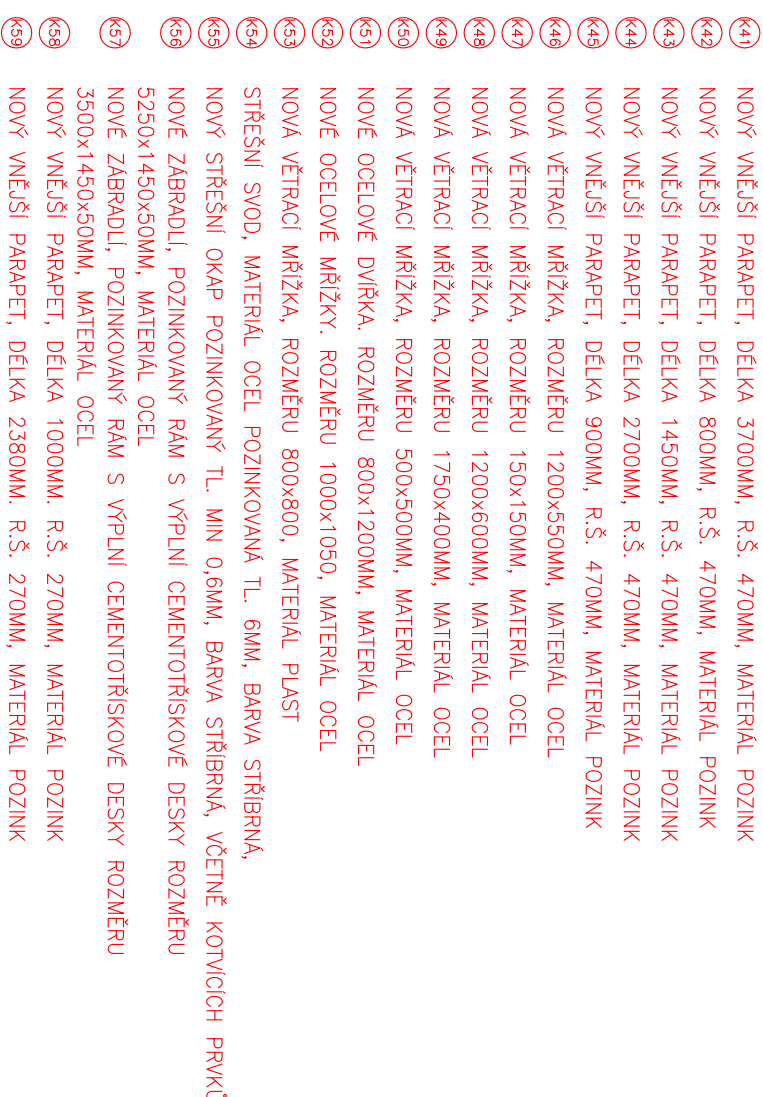 K41 NOVÝ VNĚJŠÍ PARAPET, DÉLKA 3700MM, R.Š. 470MM, MATERIÁL POZINK
K42 NOVÝ VNĚJŠÍ PARAPET, DÉLKA 800MM, R.Š. 470MM, MATERIÁL POZINK
K43 NOVÝ VNĚJŠÍ PARAPET, DÉLKA 1450MM, R.Š. 470MM, MATERIÁL POZINK
K44 NOVÝ VNĚJŠÍ PARAPET, DÉLKA 2700MM, R.Š. 470MM, MATERIÁL POZINK
K45 NOVÝ VNĚJŠÍ PARAPET, DÉLKA 900MM, R.Š. 470MM, MATERIÁL POZINK
K46 NOVÁ VĚTRACÍ MŘÍŽKA, ROZMĚRU 1200x550MM, MATERIÁL OCEL
K47 NOVÁ VĚTRACÍ MŘÍŽKA, ROZMĚRU 150x150MM, MATERIÁL OCEL
K48 NOVÁ VĚTRACÍ MŘÍŽKA, ROZMĚRU 1200x600MM, MATERIÁL OCEL
K49 NOVÁ VĚTRACÍ MŘÍŽKA, ROZMĚRU 1750x400MM, MATERIÁL OCEL
K50 NOVÁ VĚTRACÍ MŘÍŽKA, ROZMĚRU 500x500MM, MATERIÁL OCEL
K51 NOVÉ OCELOVÉ DVÍŘKA. ROZMĚRU 800x1200MM, MATERIÁL OCEL
K52 NOVÉ OCELOVÉ MŘÍŽKY. ROZMĚRU 1000x1050, MATERIÁL OCEL
K53 NOVÁ VĚTRACÍ MŘÍŽKA, ROZMĚRU 800x800, MATERIÁL PLAST
K54 STŘEŠNÍ SVOD, MATERIÁL OCEL POZINKOVANÁ TL. 6MM, BARVA STŘÍBRNÁ,
K55 NOVÝ STŘEŠNÍ OKAP POZINKOVANÝ TL. MIN 0,6MM, BARVA STŘÍBRNÁ, VČETNĚ KOTVÍCÍCH PRVKŮ
K56 NOVÉ ZÁBRADLÍ, POZINKOVANÝ RÁM S VÝPLNÍ CEMENTOTŘÍSKOVÉ DESKY ROZMĚRU
5250x1450x50MM, MATERIÁL OCEL
K57 NOVÉ ZÁBRADLÍ, POZINKOVANÝ RÁM S VÝPLNÍ CEMENTOTŘÍSKOVÉ DESKY ROZMĚRU
3500x1450x50MM, MATERIÁL OCEL
K58 NOVÝ VNĚJŠÍ PARAPET, DÉLKA 1000MM. R.Š. 270MM, MATERIÁL POZINK
K59 NOVÝ VNĚJŠÍ PARAPET, DÉLKA 2380MM. R.Š. 270MM, MATERIÁL POZINK